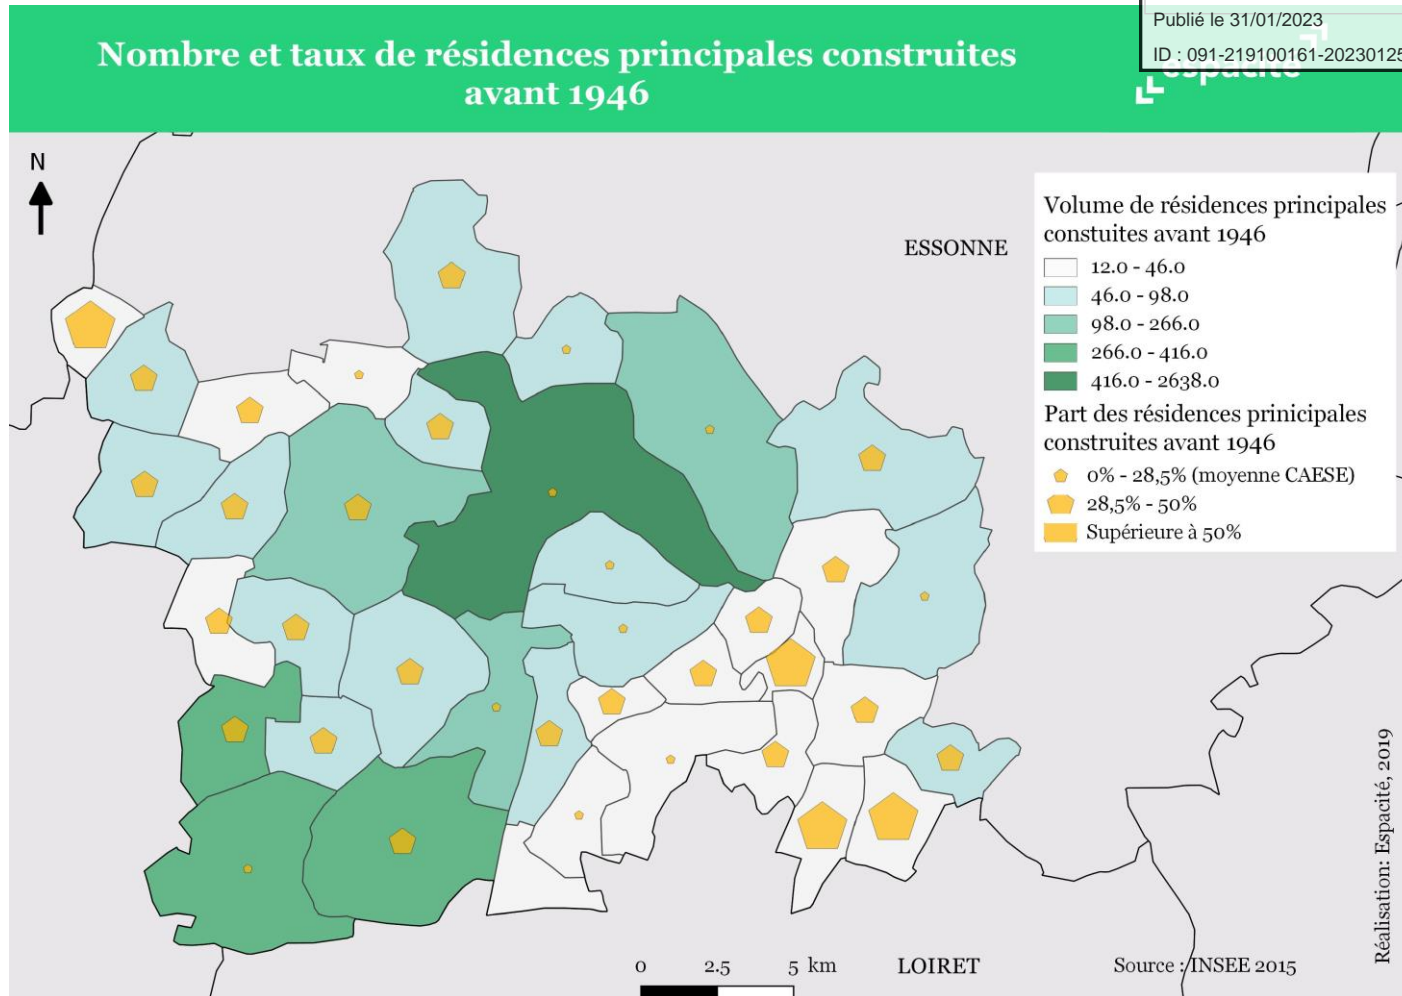 Publié le 31/01/2023
ID : 091-219100161-20230125
espacité
Nombre et taux de résidences principales construites
avant 1946
N
ESSONNE
Volume de résidences principales
constuites avant 1946
12.0 - 46.0
46.0 - 98.0
98.0 - 266.0
266.0 - 416.0
416.0 - 2638.0
Part des résidences prinicipales
construites avant 1946
0% - 28,5% (moyenne CAESE)
28,5% - 50%
Supérieure à 50%
Réalisation: Espacité, 2019
0 2.5 5 km
LOIRET
Source : INSEE 2015